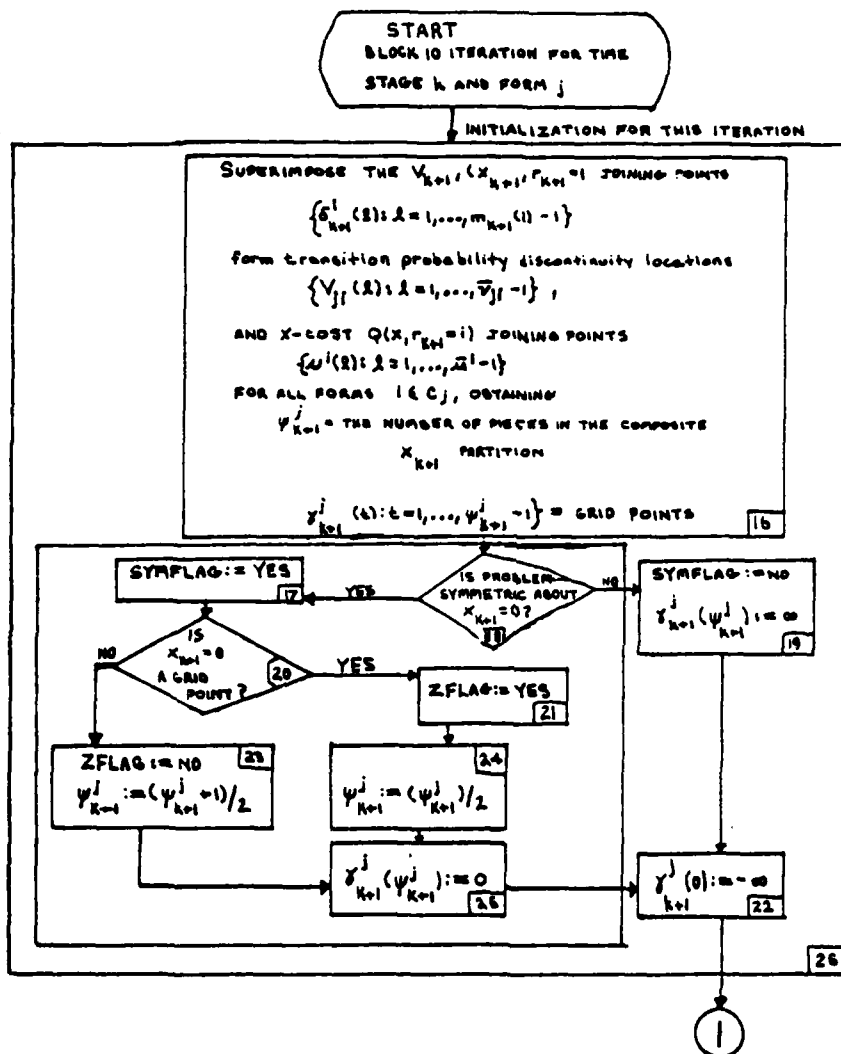 START
BLOCK 10 ITERATION FOR TIME
STAGE k AND FORM j
INITIALIZATION FOR THIS ITERATION
SUPERIMPOSE THE V_{k+1}, (x_{k+1}, r_{k+1}=i JOINING POINTS
{δ^i_{k+1}(l): l = 1,..., m_{k+1}(i) - 1}
form transition probability discontinuity locations
{V_{ji}(l): l = 1,..., v̄_{ji} - 1},
AND X-COST Q(x, r_{k+1}=i) JOINING POINTS
{μ^i(l): l = 1,..., μ̄^i - 1}
FOR ALL FORMS i ∈ C_j, OBTAINING
ψ^j_{k+1} = THE NUMBER OF PIECES IN THE COMPOSITE
x_{k+1} PARTITION
γ^j_{k+1}(t): t = 1,..., ψ^j_{k+1} - 1} = GRID POINTS
16
SYMFLAG := YES
17
YES
IS PROBLEM
SYMMETRIC ABOUT
x_{k+1} = 0?
NO
SYMFLAG := NO
γ^j_{k+1}(ψ^j_{k+1}) := ∞
19
IS
x_{k+1} = 0
A GRID
POINT?
20
NO
YES
ZFLAG := YES
21
ZFLAG := NO
23
ψ^j_{k+1} := (ψ^j_{k+1} + 1)/2
24
ψ^j_{k+1} := (ψ^j_{k+1})/2
γ^j_{k+1}(ψ^j_{k+1}) := 0
25
γ^j_{k+1}(0) := -∞
22
26
1